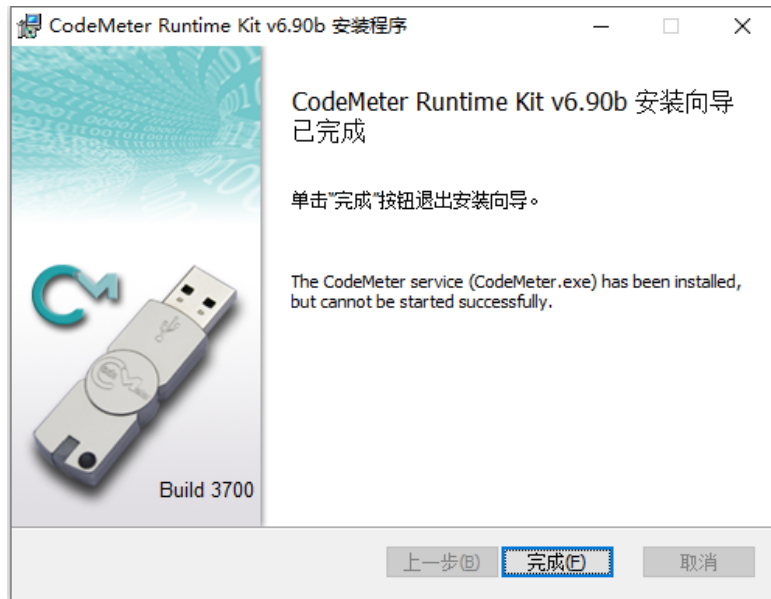 CodeMeter Runtime Kit v6.90b 安装程序
CodeMeter Runtime Kit v6.90b 安装向导
已完成
单击"完成"按钮退出安装向导。
The CodeMeter service (CodeMeter.exe) has been installed,
but cannot be started successfully.
Build 3700
上一步(B) 完成(F) 取消